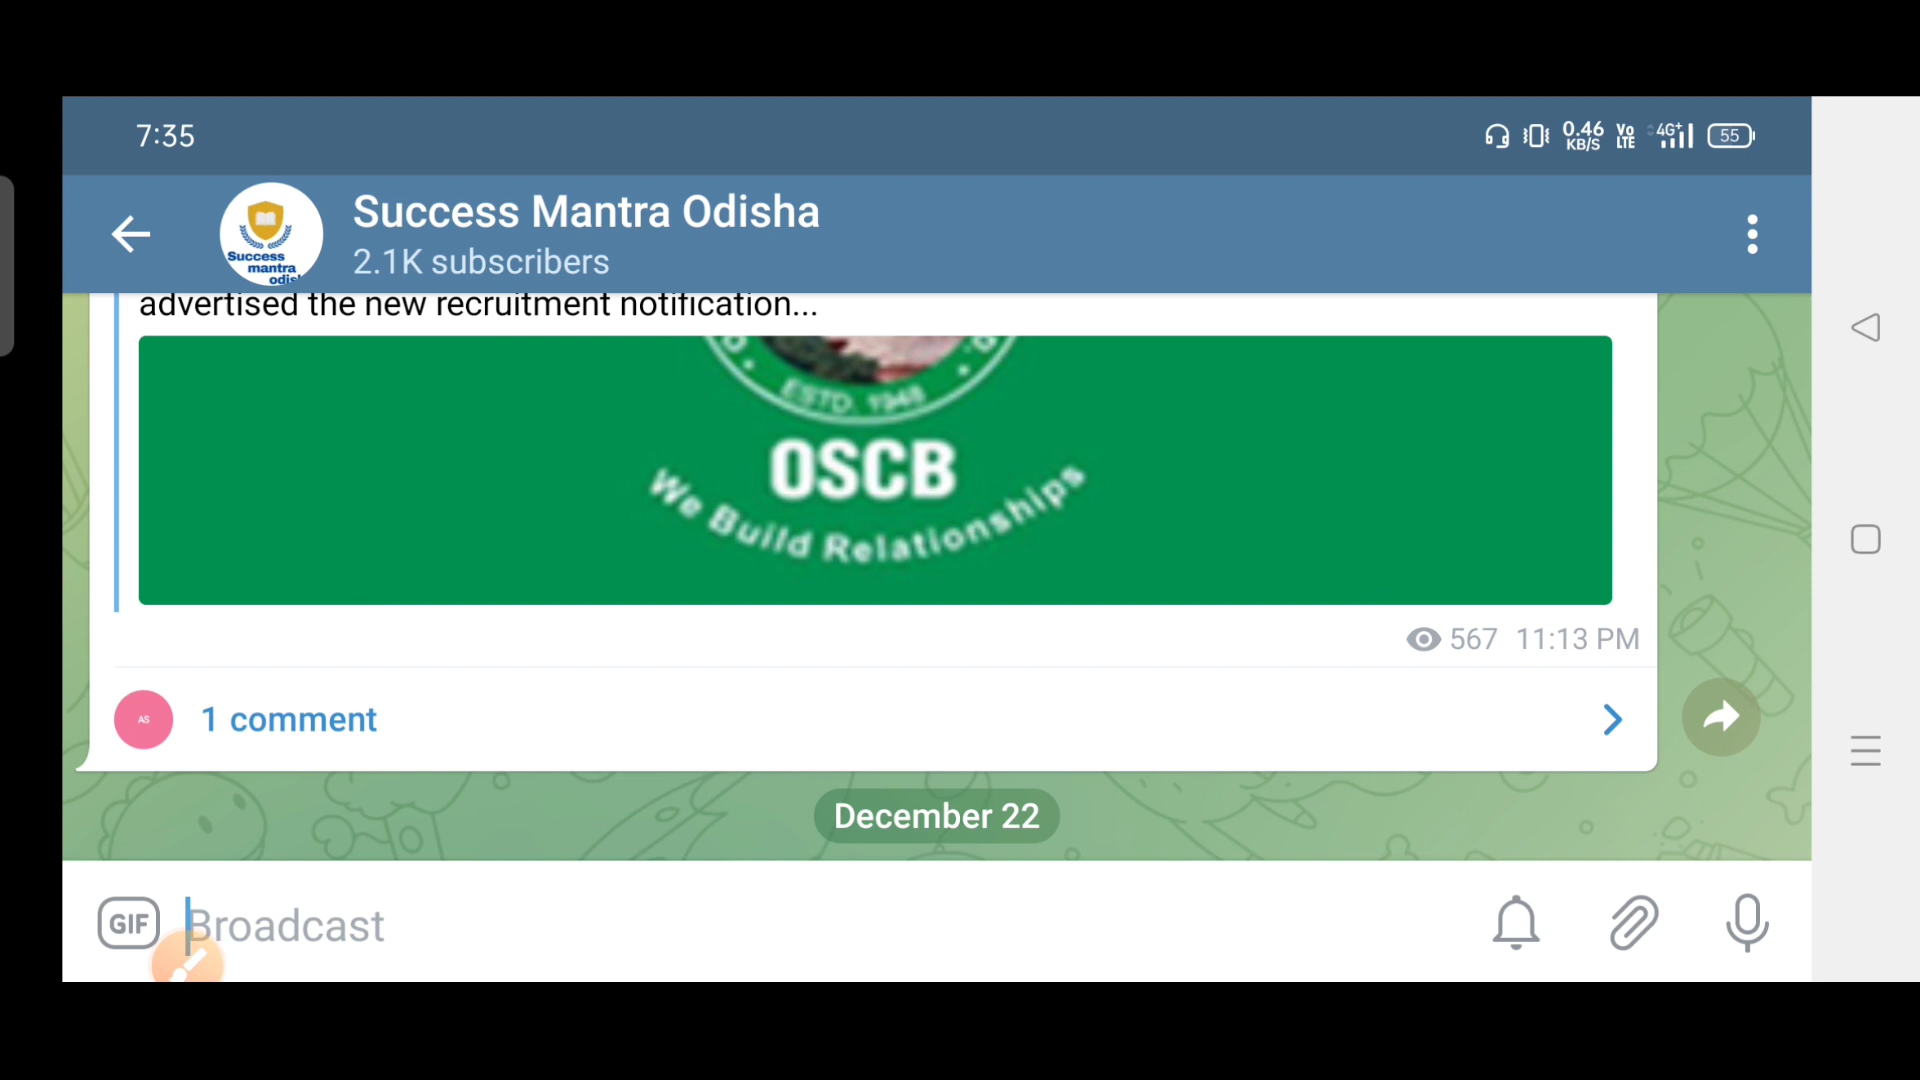 7:35
0.46
KB/S
Vo
LTE
4G+
55
Success Mantra Odisha
2.1K subscribers
Success
mantra
advertised the new recruitment notification...
ESTD. 1948
OSCB
We Build Relationships
567 11:13 PM
AS
1 comment
December 22
GIF
Broadcast